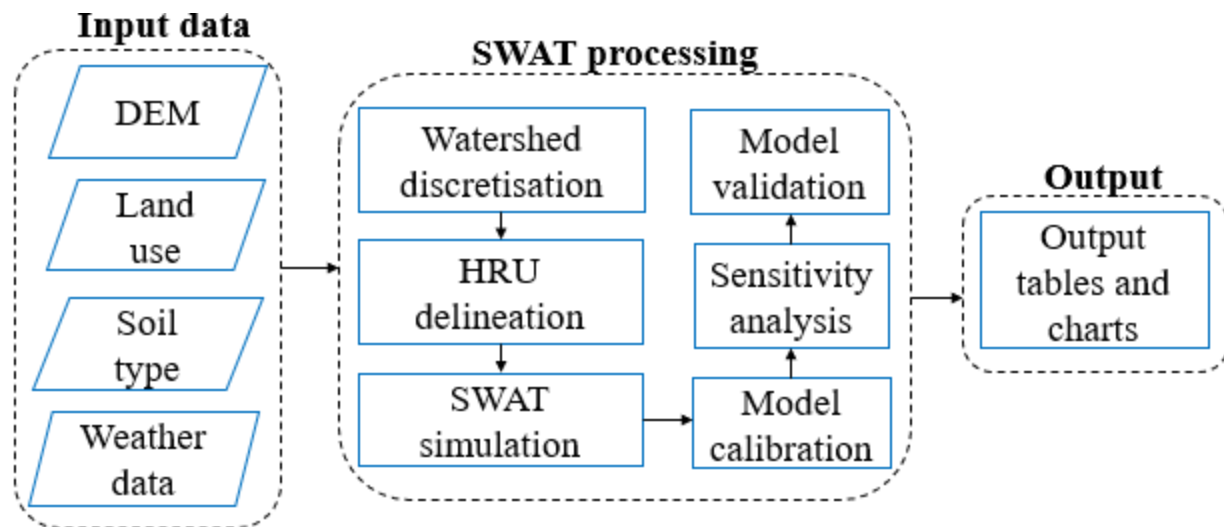 Input data
DEM
Land
use
Soil
type
Weather
data
SWAT processing
Watershed
discretisation
HRU
delineation
SWAT
simulation
Model
calibration
Sensitivity
analysis
Model
validation
Output
Output
tables and
charts